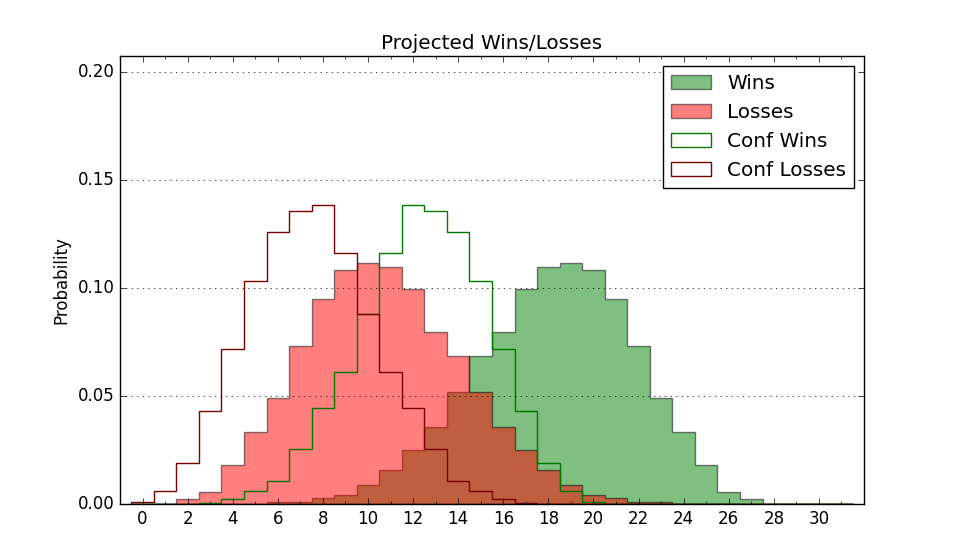 Projected Wins/Losses
0.20
0.15
0.10
0.05
0.00
Probability
Wins
Losses
Conf Wins
Conf Losses
0 2 4 6 8 10 12 14 16 18 20 22 24 26 28 30